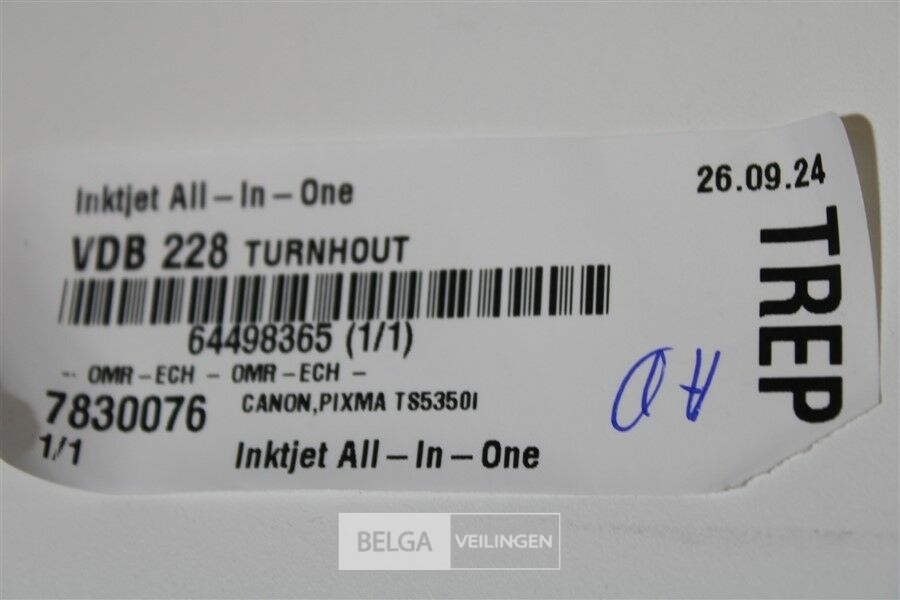 26.09.24
Inktjet All-In-One
VDB 228 TURNHOUT
64498365 (1/1)
-- OMR-ECH - OMR-ECH -
7830076 CANON,PIXMA TS5350I
1/1
Inktjet All-In-One
TREP
BELGA VEILINGEN